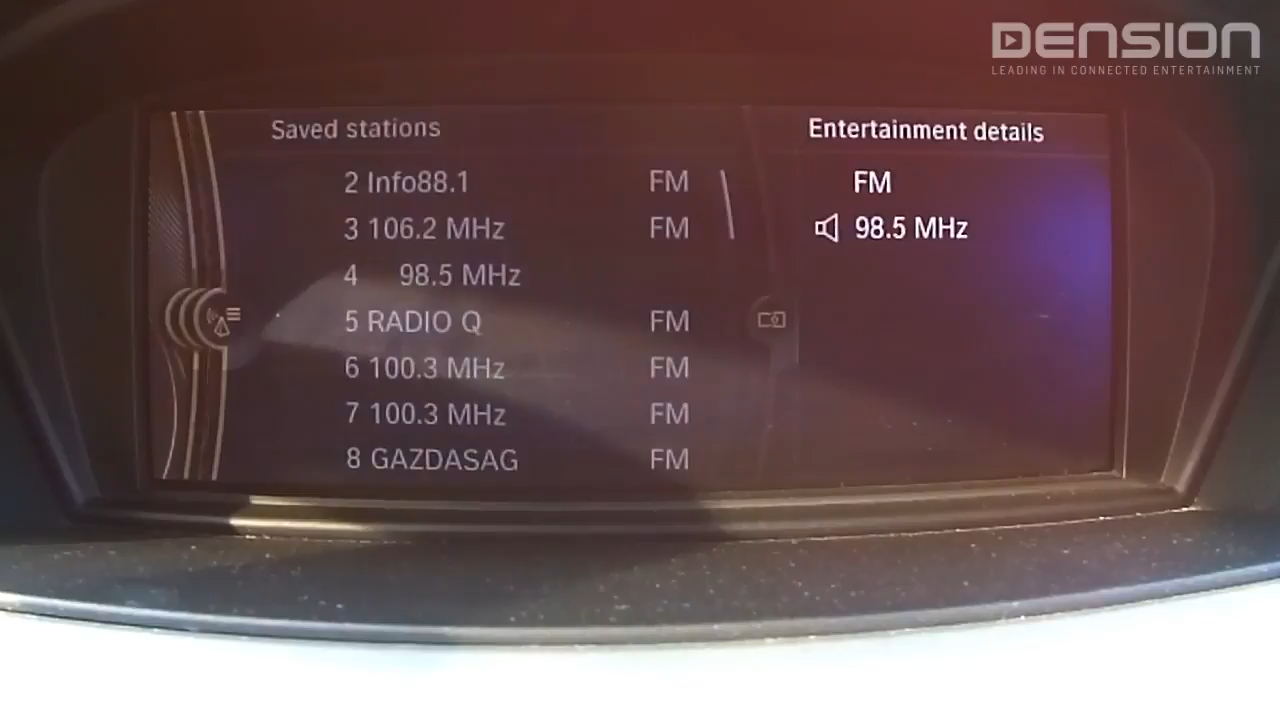 DENSION
LEADING IN CONNECTED ENTERTAINMENT
Saved stations
2 Info88.1 FM
3 106.2 MHz FM
4 98.5 MHz
5 RADIO Q FM
6 100.3 MHz FM
7 100.3 MHz FM
8 GAZDASAG FM
Entertainment details
FM
98.5 MHz